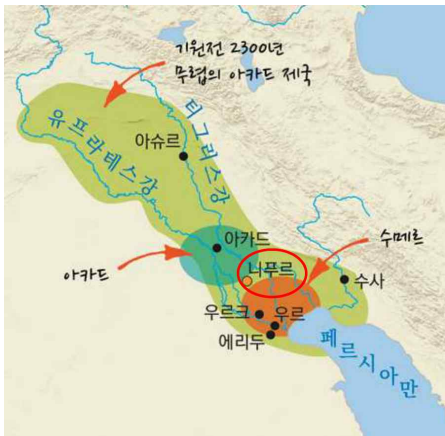 기원전 2300년
무렵의 아카드 제국
유프라테스강
티그리스강
아슈르
아카드
수메르
니푸르
아카드
수사
우르크
우르
에리두
페르시아만